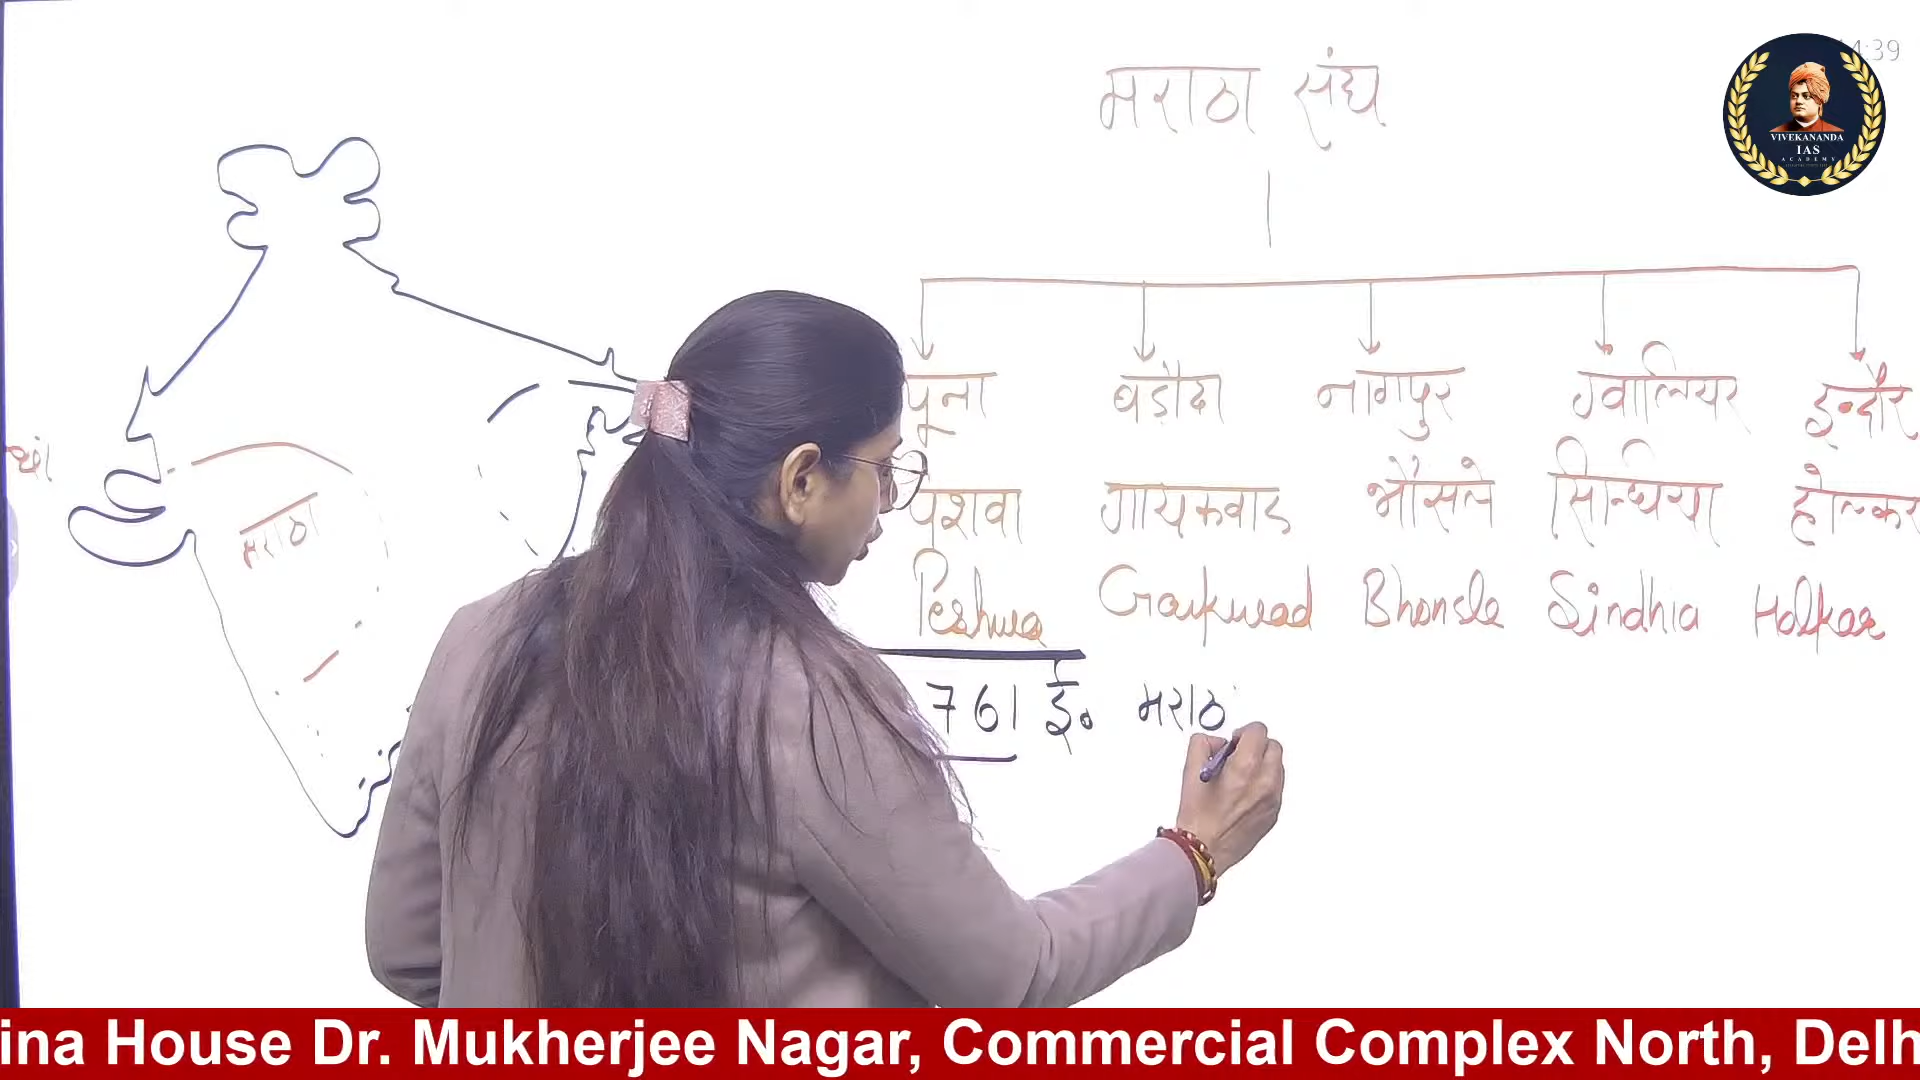 मराठा संघ
VIVEKANANDA
IAS
ACADEMY
:39
पूना बड़ौदा नागपुर ग्वालियर इन्दौर
पेशवा गायकवाड भोंसले सिन्धिया होल्कर
Peshwa Gaikwad Bhonsle Sindhia Holkar
मराठा
761 ई० मराठ
ina House Dr. Mukherjee Nagar, Commercial Complex North, Delh